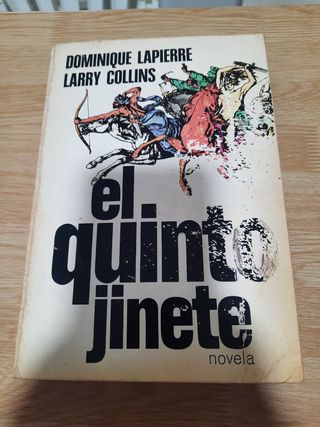 DOMINIQUE LAPIERRE
LARRY COLLINS
el
quinto
jinete
novela